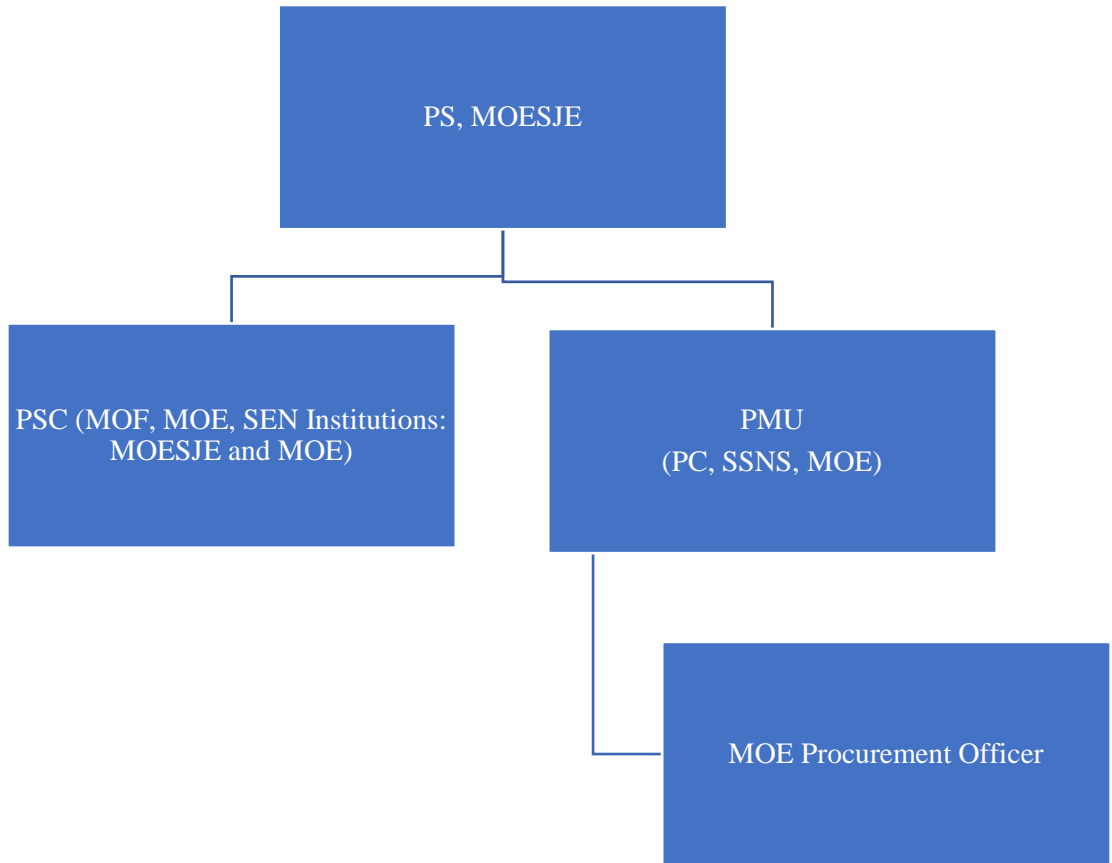 PS, MOESJE
PSC (MOF, MOE, SEN Institutions:
MOESJE and MOE)
PMU
(PC, SSNS, MOE)
MOE Procurement Officer